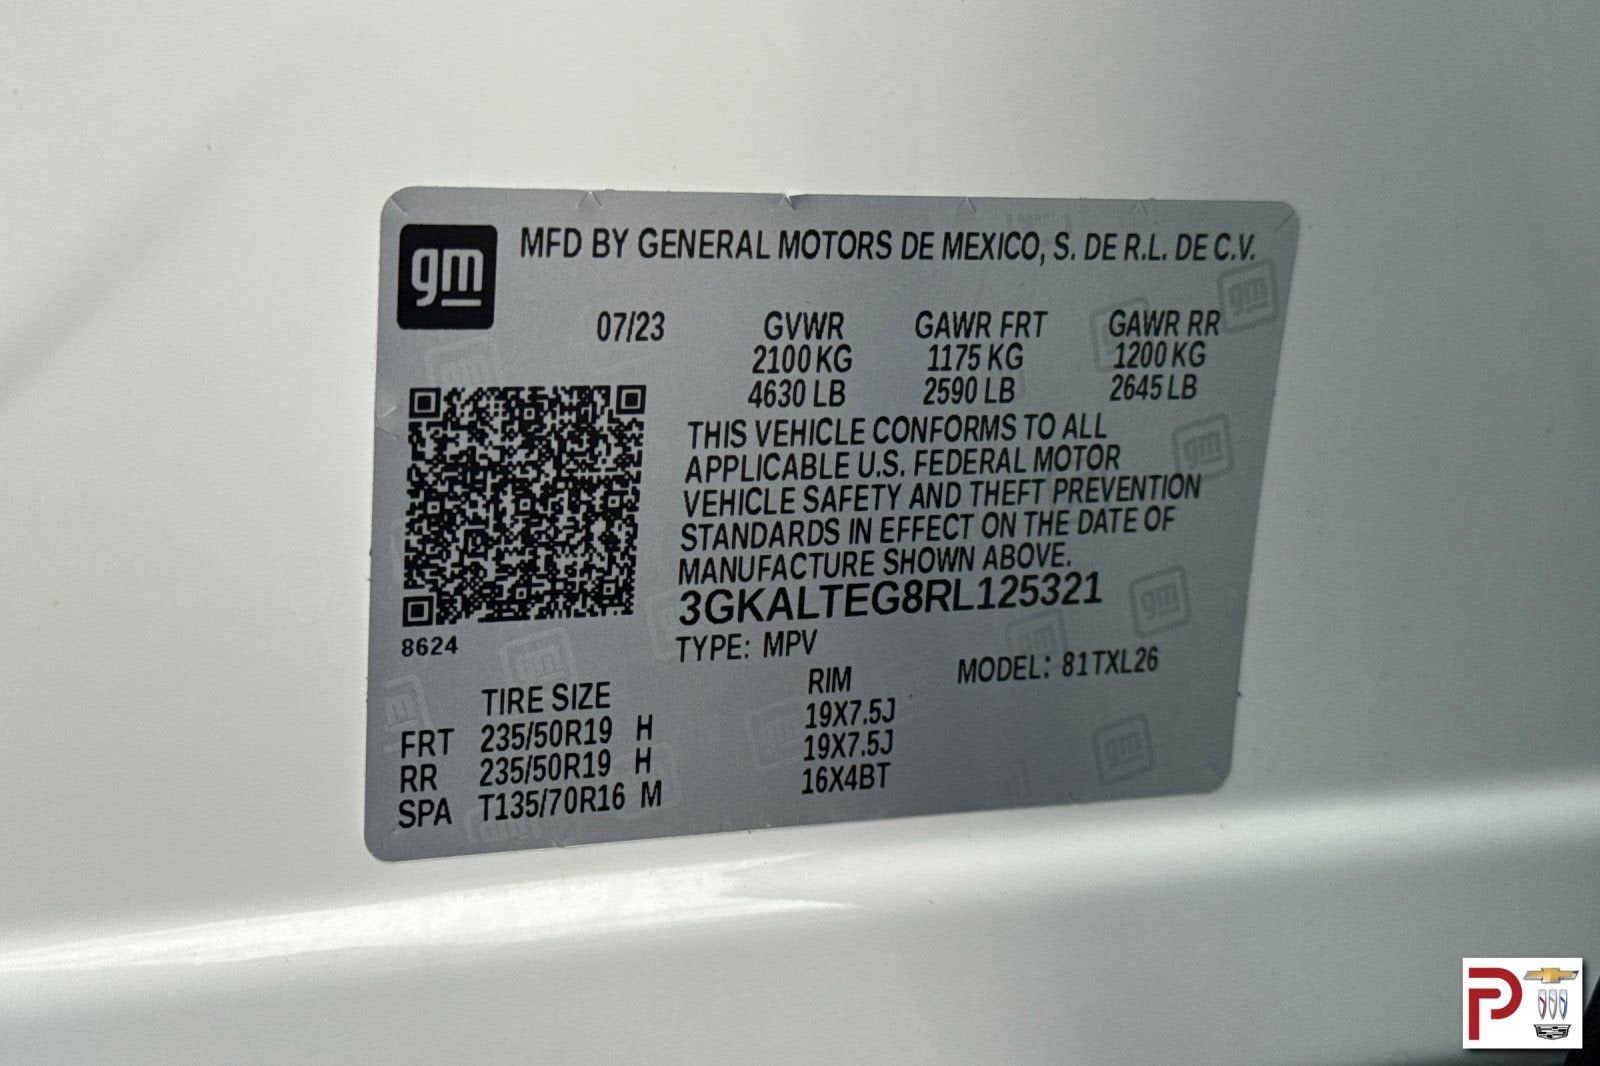 gm
MFD BY GENERAL MOTORS DE MEXICO, S. DE R.L. DE C.V.
07/23 GVWR GAWR FRT GAWR RR
2100 KG 1175 KG 1200 KG
4630 LB 2590 LB 2645 LB
THIS VEHICLE CONFORMS TO ALL
APPLICABLE U.S. FEDERAL MOTOR
VEHICLE SAFETY AND THEFT PREVENTION
STANDARDS IN EFFECT ON THE DATE OF
MANUFACTURE SHOWN ABOVE.
3GKALTEG8RL125321
8624
TYPE: MPV MODEL: 81TXL26
TIRE SIZE RIM
FRT 235/50R19 H 19X7.5J
RR 235/50R19 H 19X7.5J
SPA T135/70R16 M 16X4BT
P